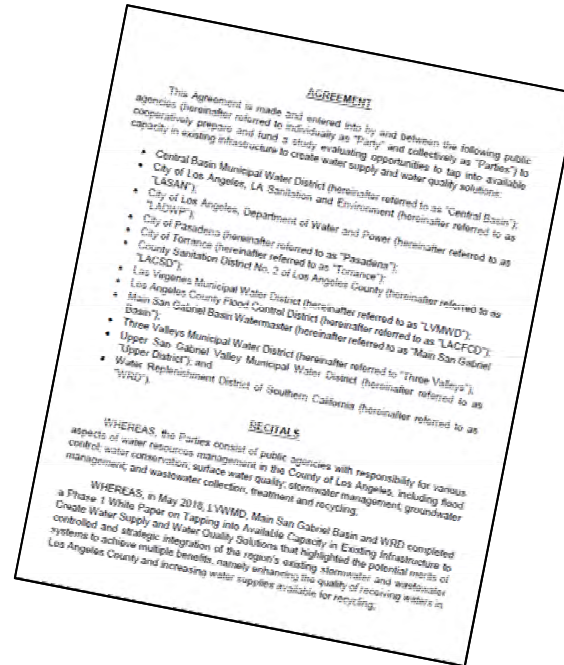 AGREEMENT
This Agreement is made and entered into by and between the following public
agencies (hereinafter referred to individually as "Party" and collectively as "Parties") to
cooperatively prepare and fund a study evaluating opportunities to tap into available
capacity in existing infrastructure to create water supply and water quality solutions:
• Central Basin Municipal Water District (hereinafter referred to as "Central Basin");
• City of Los Angeles, LA Sanitation and Environment (hereinafter referred to as
"LASAN");
• City of Los Angeles, Department of Water and Power (hereinafter referred to as
"LADWP");
• City of Pasadena (hereinafter referred to as "Pasadena");
• City of Torrance (hereinafter referred to as "Torrance");
• County Sanitation District No. 2 of Los Angeles County (hereinafter referred to as
"LACSD");
• Las Virgenes Municipal Water District (hereinafter referred to as "LVMWD");
• Los Angeles County Flood Control District (hereinafter referred to as "LACFCD");
• Main San Gabriel Basin Watermaster (hereinafter referred to as "Main San Gabriel
Basin");
• Three Valleys Municipal Water District (hereinafter referred to "Three Valleys");
• Upper San Gabriel Valley Municipal Water District (hereinafter referred to as
"Upper District"); and
• Water Replenishment District of Southern California (hereinafter referred to as
"WRD").
RECITALS
WHEREAS, the Parties consist of public agencies with responsibility for various
aspects of water resources management in the County of Los Angeles, including flood
control, water conservation, surface water quality, stormwater management, groundwater
management, and wastewater collection, treatment and recycling;
WHEREAS, in May 2018, LVWMD, Main San Gabriel Basin and WRD completed
a Phase 1 White Paper on Tapping into Available Capacity in Existing Infrastructure to
Create Water Supply and Water Quality Solutions that highlighted the potential merits of
controlled and strategic integration of the region's existing stormwater and wastewater
systems to achieve multiple benefits, namely enhancing the quality of receiving waters in
Los Angeles County and increasing water supplies available for recycling;